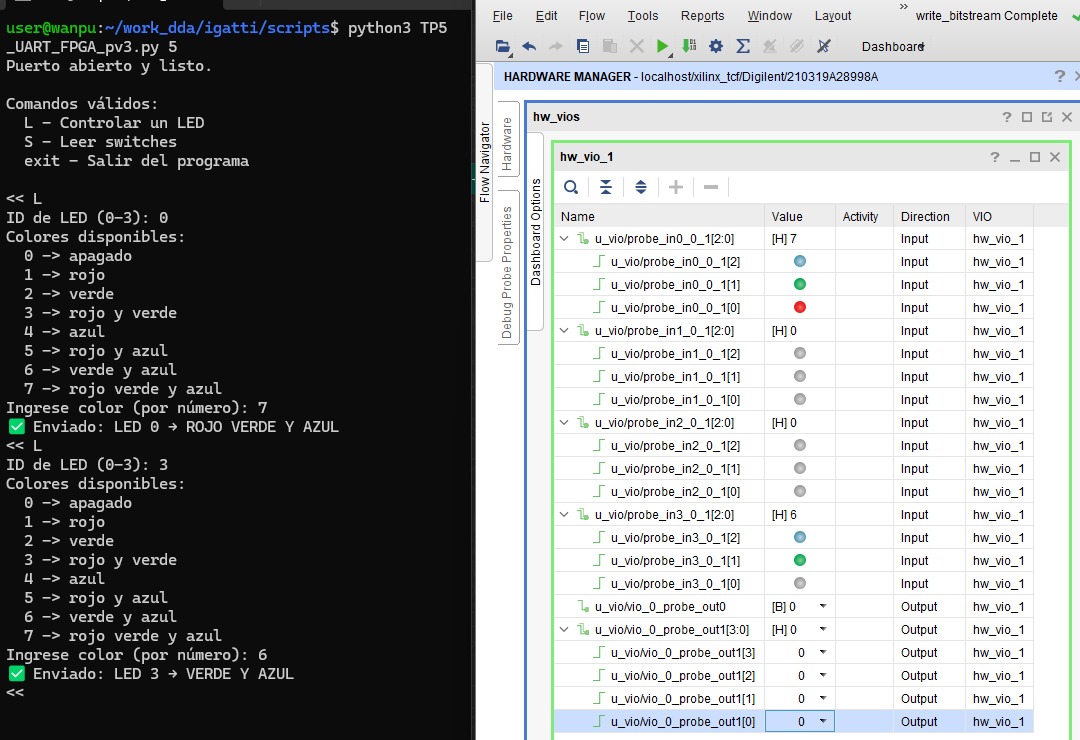 user@wanpu:~/work_dda/igatti/scripts$ python3 TP5
_UART_FPGA_pv3.py 5
Puerto abierto y listo.
Comandos válidos:
L - Controlar un LED
S - Leer switches
exit - Salir del programa
<< L
ID de LED (0-3): 0
Colores disponibles:
0 -> apagado
1 -> rojo
2 -> verde
3 -> rojo y verde
4 -> azul
5 -> rojo y azul
6 -> verde y azul
7 -> rojo verde y azul
Ingrese color (por número): 7
✅ Enviado: LED 0 → ROJO VERDE Y AZUL
<< L
ID de LED (0-3): 3
Colores disponibles:
0 -> apagado
1 -> rojo
2 -> verde
3 -> rojo y verde
4 -> azul
5 -> rojo y azul
6 -> verde y azul
7 -> rojo verde y azul
Ingrese color (por número): 6
✅ Enviado: LED 3 → VERDE Y AZUL
<<
File Edit Flow Tools Reports Window Layout » write_bitstream Complete
Dashboard
HARDWARE MANAGER - localhost/xilinx_tcf/Digilent/210319A28998A
Flow Navigator
Hardware
Debug Probe Properties
hw_vios
Dashboard Options
hw_vio_1
Name Value Activity Direction VIO
u_vio/probe_in0_0_1[2:0] [H] 7 Input hw_vio_1
u_vio/probe_in0_0_1[2] Input hw_vio_1
u_vio/probe_in0_0_1[1] Input hw_vio_1
u_vio/probe_in0_0_1[0] Input hw_vio_1
u_vio/probe_in1_0_1[2:0] [H] 0 Input hw_vio_1
u_vio/probe_in1_0_1[2] Input hw_vio_1
u_vio/probe_in1_0_1[1] Input hw_vio_1
u_vio/probe_in1_0_1[0] Input hw_vio_1
u_vio/probe_in2_0_1[2:0] [H] 0 Input hw_vio_1
u_vio/probe_in2_0_1[2] Input hw_vio_1
u_vio/probe_in2_0_1[1] Input hw_vio_1
u_vio/probe_in2_0_1[0] Input hw_vio_1
u_vio/probe_in3_0_1[2:0] [H] 6 Input hw_vio_1
u_vio/probe_in3_0_1[2] Input hw_vio_1
u_vio/probe_in3_0_1[1] Input hw_vio_1
u_vio/probe_in3_0_1[0] Input hw_vio_1
u_vio/vio_0_probe_out0 [B] 0 Output hw_vio_1
u_vio/vio_0_probe_out1[3:0] [H] 0 Output hw_vio_1
u_vio/vio_0_probe_out1[3] 0 Output hw_vio_1
u_vio/vio_0_probe_out1[2] 0 Output hw_vio_1
u_vio/vio_0_probe_out1[1] 0 Output hw_vio_1
u_vio/vio_0_probe_out1[0] 0 Output hw_vio_1